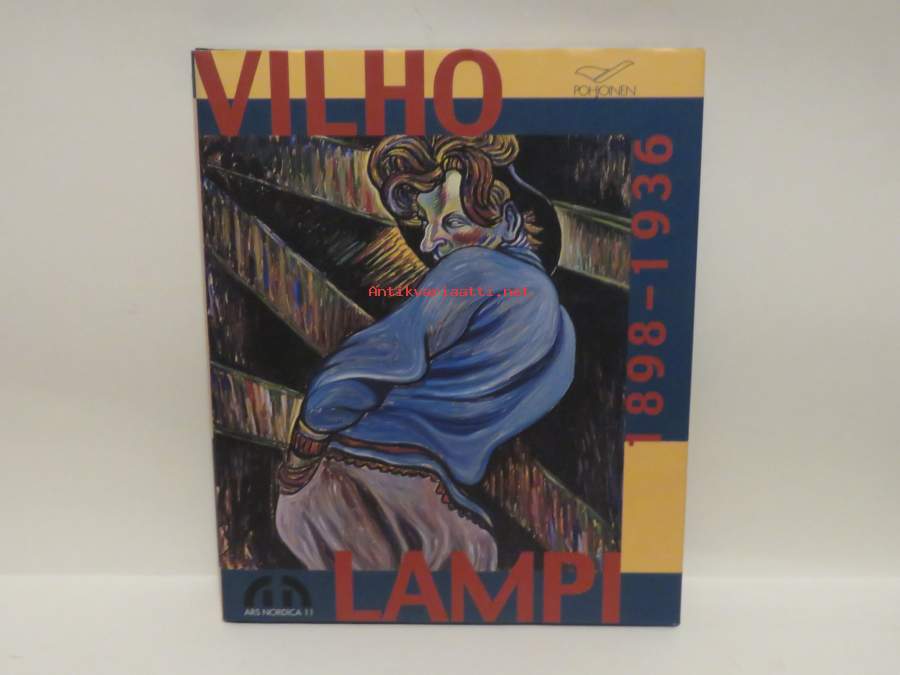 VILHO
POHJOINEN
1898–1936
Antikvariaatti.net
LAMPI
ARS NORDICA 11